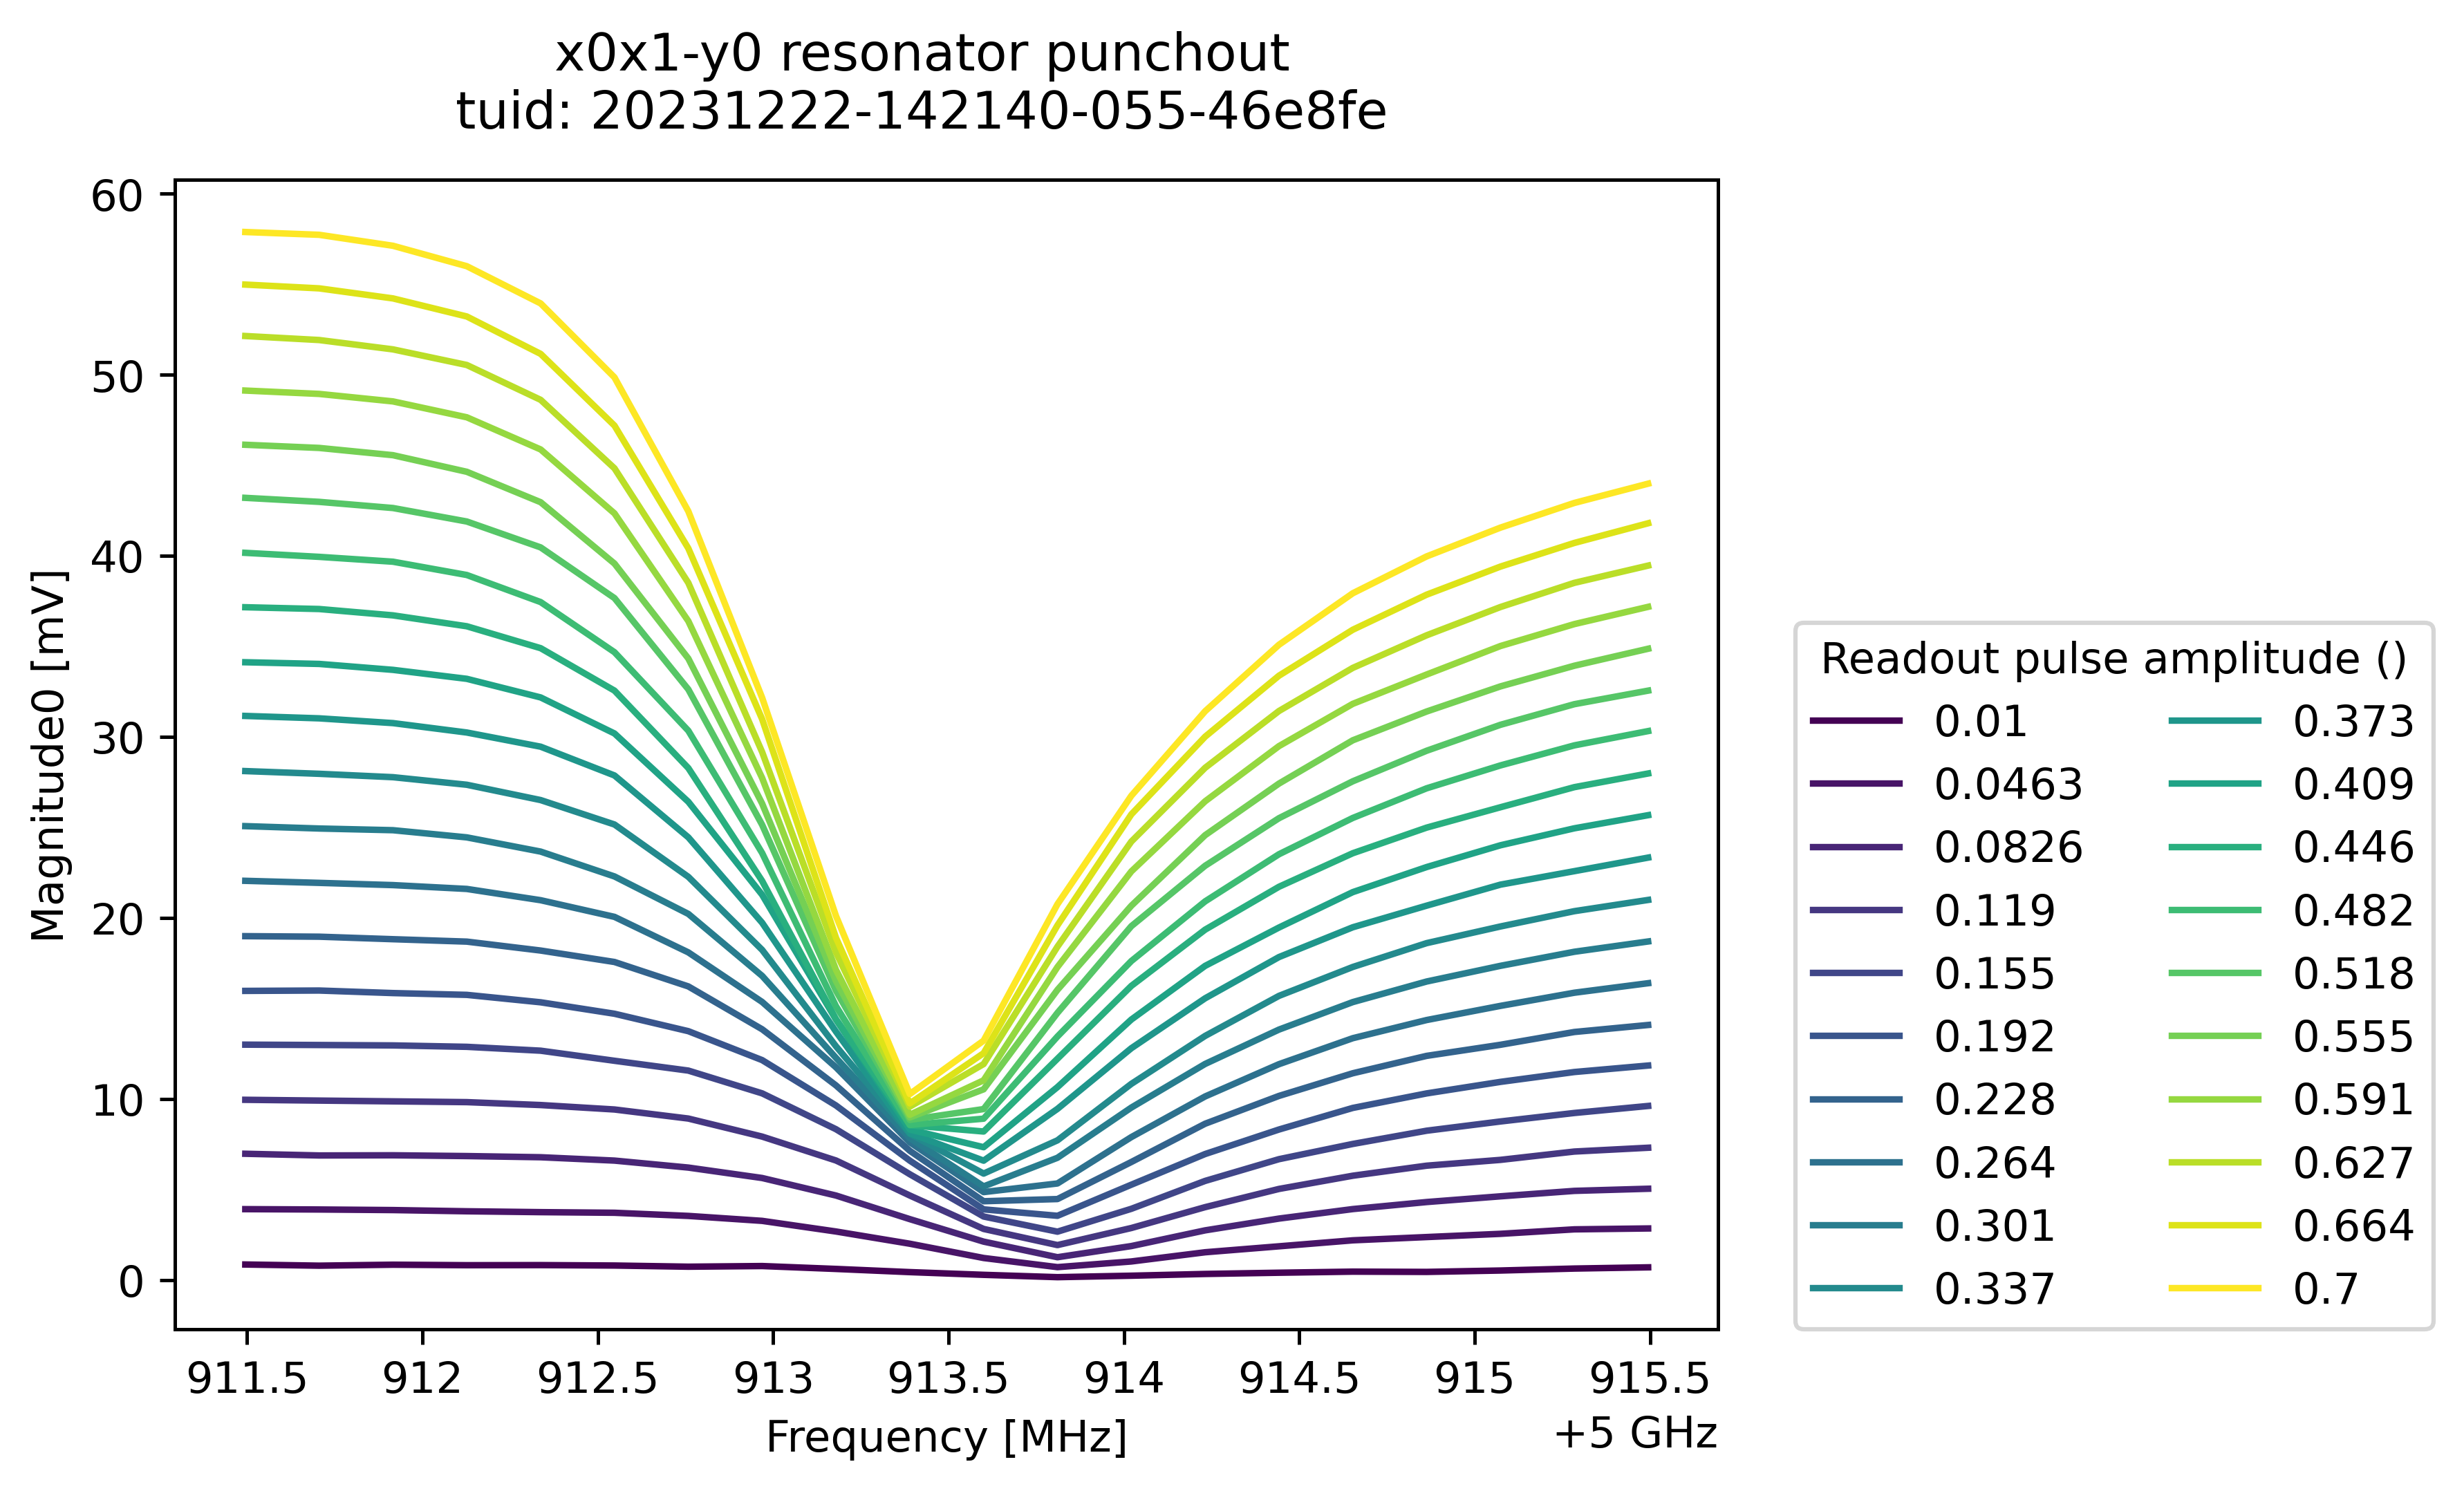 x0x1-y0 resonator punchout
tuid: 20231222-142140-055-46e8fe
60
50
40
30
20
10
0
Magnitude0 [mV]
911.5 912 912.5 913 913.5 914 914.5 915 915.5
Frequency [MHz]
+5 GHz
Readout pulse amplitude ()
0.01 0.373
0.0463 0.409
0.0826 0.446
0.119 0.482
0.155 0.518
0.192 0.555
0.228 0.591
0.264 0.627
0.301 0.664
0.337 0.7